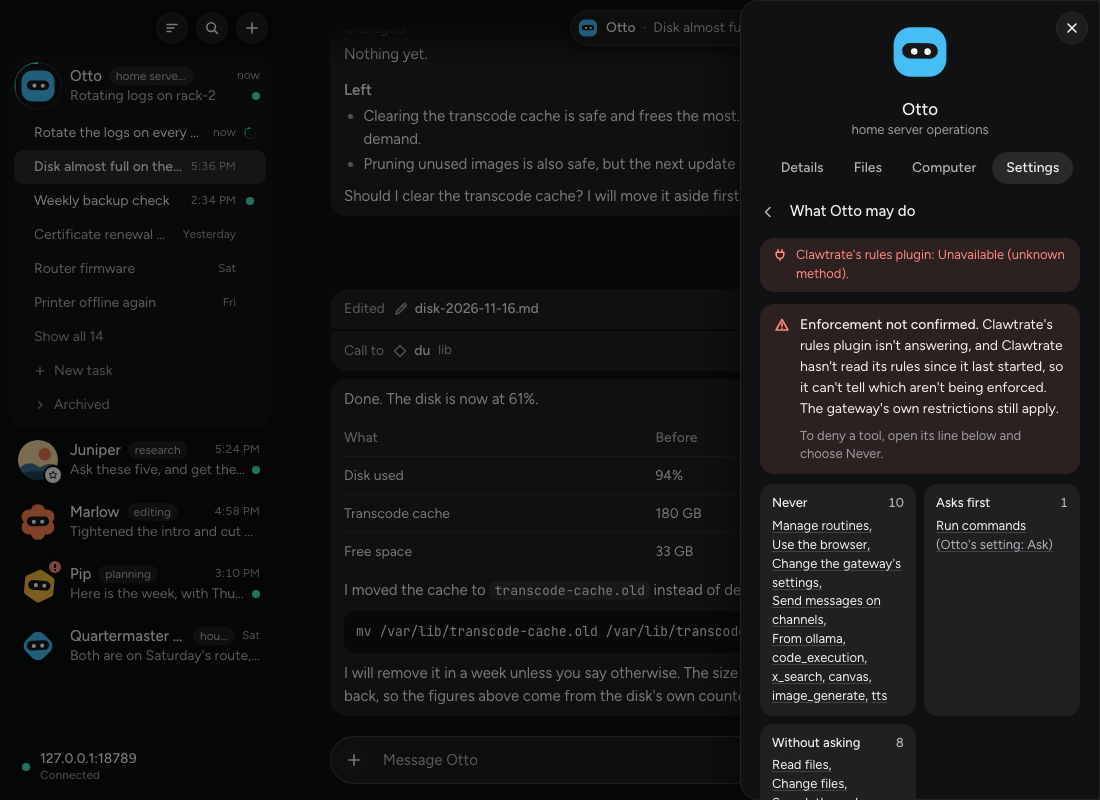 Otto home serve... now
Rotating logs on rack-2
Rotate the logs on every ... now
Disk almost full on the... 5:36 PM
Weekly backup check 2:34 PM
Certificate renewal ... Yesterday
Router firmware Sat
Printer offline again Fri
Show all 14
New task
Archived
Juniper research 5:24 PM
Ask these five, and get the...
Marlow editing 4:58 PM
Tightened the intro and cut ...
Pip planning 3:10 PM
Here is the week, with Thu...
Quartermaster ... hou... Sat
Both are on Saturday's route,...
127.0.0.1:18789
Connected
Otto · Disk almost fu
Changed
Nothing yet.
Left
• Clearing the transcode cache is safe and frees the most.
demand.
• Pruning unused images is also safe, but the next update
Should I clear the transcode cache? I will move it aside first
Edited disk-2026-11-16.md
Call to du lib
Done. The disk is now at 61%.
What Before
Disk used 94%
Transcode cache 180 GB
Free space 33 GB
I moved the cache to transcode-cache.old instead of de
mv /var/lib/transcode-cache.old /var/lib/transcod
I will remove it in a week unless you say otherwise. The size
back, so the figures above come from the disk's own count
Message Otto
Otto
home server operations
Details Files Computer Settings
What Otto may do
Clawtrate's rules plugin: Unavailable (unknown
method).
Enforcement not confirmed. Clawtrate's
rules plugin isn't answering, and Clawtrate
hasn't read its rules since it last started, so
it can't tell which aren't being enforced.
The gateway's own restrictions still apply.
To deny a tool, open its line below and
choose Never.
Never 10
Manage routines,
Use the browser,
Change the gateway's
settings,
Send messages on
channels,
From ollama,
code_execution,
x_search, canvas,
image_generate, tts
Asks first 1
Run commands
(Otto's setting: Ask)
Without asking 8
Read files,
Change files,